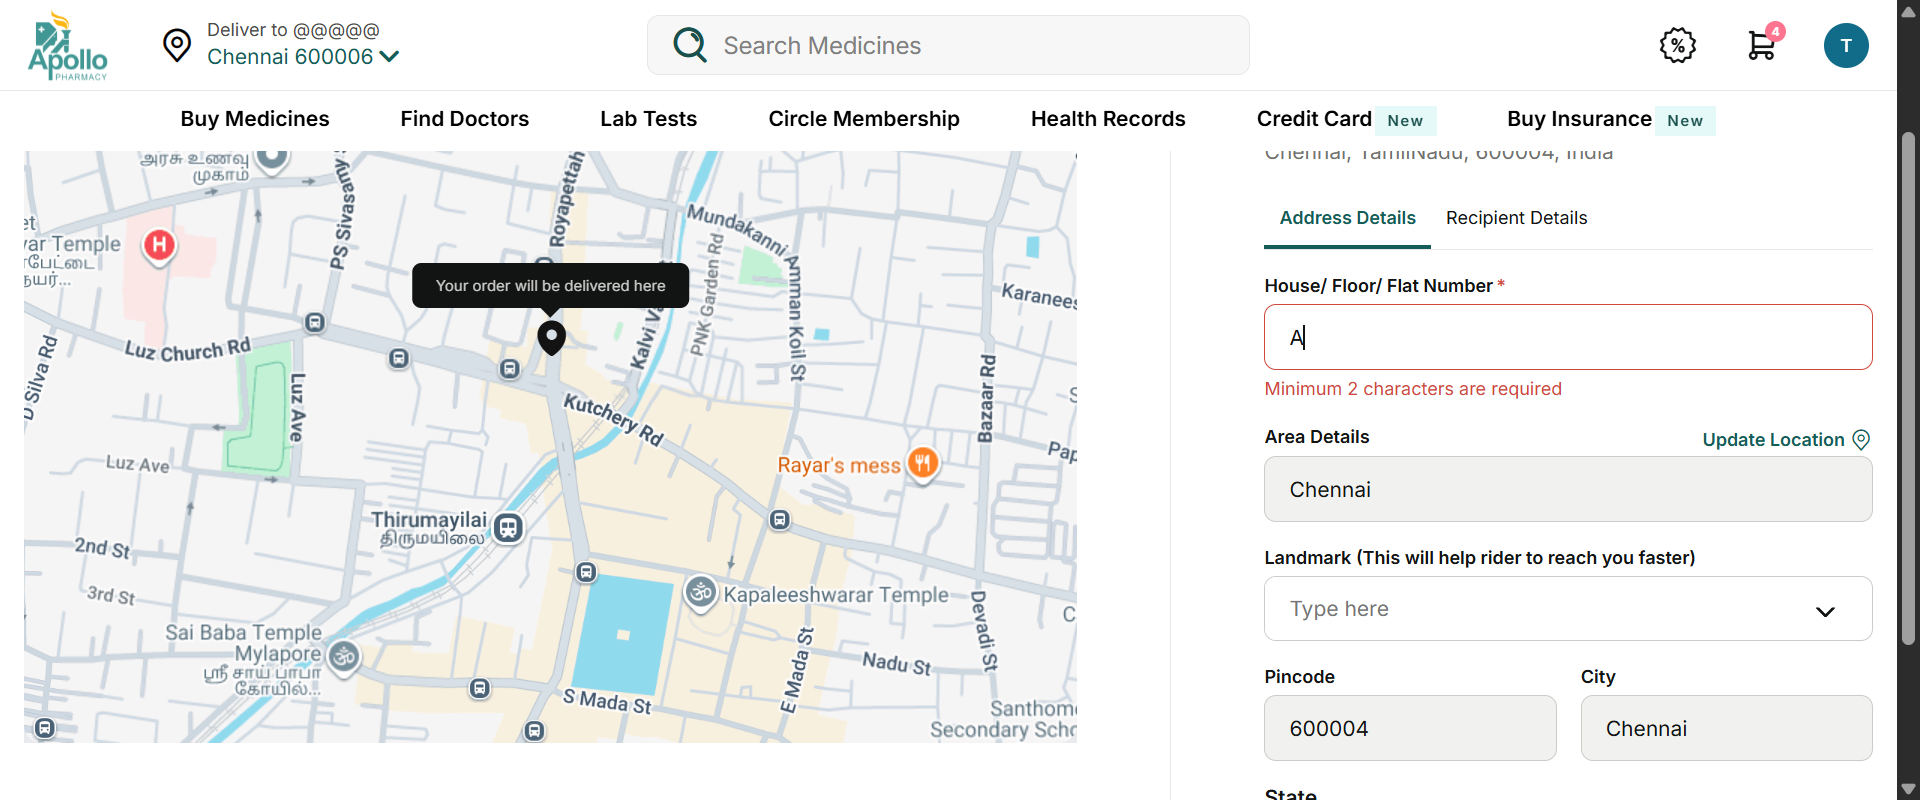 Apollo
PHARMACY
Deliver to @@@@@
Chennai 600006
Search Medicines
%
4
T
Buy Medicines
Find Doctors
Lab Tests
Circle Membership
Health Records
Credit Card New
Buy Insurance New
அரசு உணவு
முகாம்
PS Sivasamy
Royapettah
Mundakanni
Amman Koil St
PNK Garden Rd
Temple
H
Your order will be delivered here
Luz Church Rd
D Silva Rd
Luz Ave
Luz Ave
Kutchery Rd
Bazaar Rd
Rayar's mess
Thirumayilai
திருமயிலை
2nd St
3rd St
Kapaleeshwarar Temple
Devadi St
Sai Baba Temple
Mylapore
ஸ்ரீ சாய் பாபா
கோயில்...
E Mada St
Nadu St
S Mada St
Santhome
Secondary Scho
Chennai, TamilNadu, 600004, India
Address Details
Recipient Details
House/ Floor/ Flat Number *
A
Minimum 2 characters are required
Area Details
Update Location
Chennai
Landmark (This will help rider to reach you faster)
Type here
Pincode
City
600004
Chennai
State